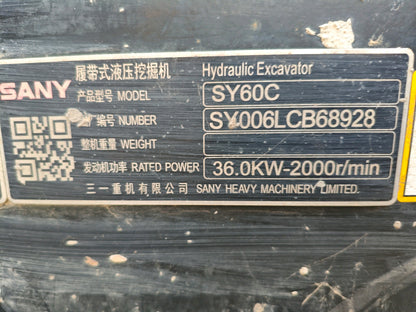 SANY 履带式液压挖掘机 Hydraulic Excavator
产品型号 MODEL SY60C
编号 NUMBER SY006LCB68928
整机重量 WEIGHT
发动机功率 RATED POWER 36.0KW-2000r/min
三一重机有限公司 SANY HEAVY MACHINERY LIMITED.